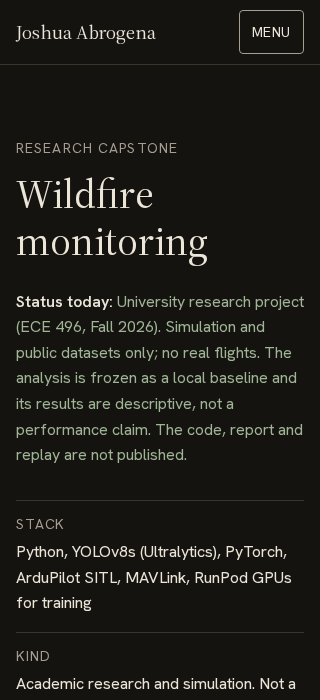 Joshua Abrogena
MENU
RESEARCH CAPSTONE
Wildfire
monitoring
Status today: University research project
(ECE 496, Fall 2026). Simulation and
public datasets only; no real flights. The
analysis is frozen as a local baseline and
its results are descriptive, not a
performance claim. The code, report and
replay are not published.
STACK
Python, YOLOv8s (Ultralytics), PyTorch,
ArduPilot SITL, MAVLink, RunPod GPUs
for training
KIND
Academic research and simulation. Not a